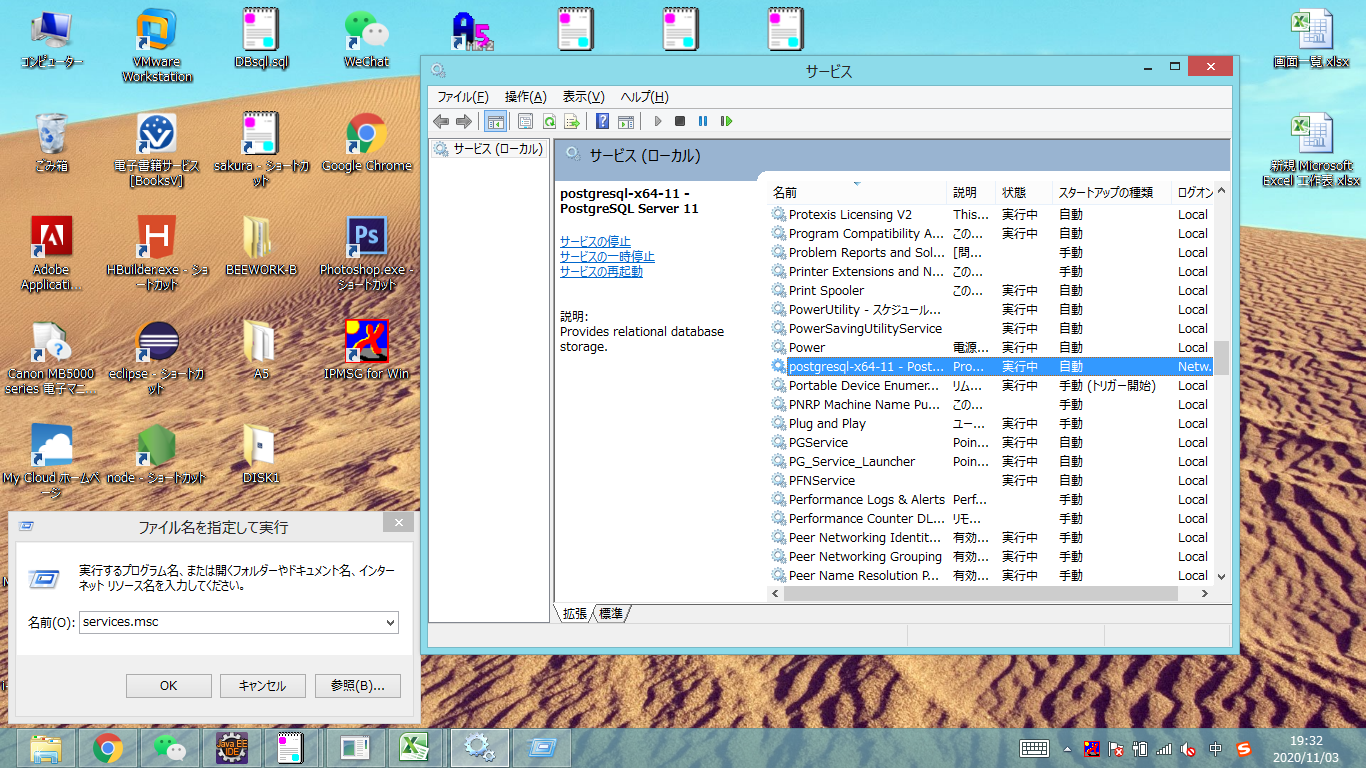 コンピューター
VMware
Workstation
DBsql.sql
WeChat
画面一覧.xlsx
ごみ箱
電子書籍サービス
[BooksV]
sakura - ショートカ
ット
Google Chrome
新規 Microsoft
Excel 工作表.xlsx
Adobe
Applicati...
HBuilder.exe - ショ
ートカット
BEEWORK-B
Photoshop.exe -
ショートカット
Canon MB5000
series 電子マニ...
eclipse - ショートカ
ット
A5
IPMSG for Win
My Cloud ホームペ
ージ
node - ショートカット
DISK1
サービス
ファイル(F) 操作(A) 表示(V) ヘルプ(H)
サービス (ローカル)
サービス (ローカル)
postgresql-x64-11 -
PostgreSQL Server 11
サービスの停止
サービスの一時停止
サービスの再起動
説明:
Provides relational database
storage.
名前 説明 状態 スタートアップの種類 ログオン
Protexis Licensing V2 This... 実行中 自動 Local
Program Compatibility A... この... 実行中 自動 Local
Problem Reports and Sol... [問... 手動 Local
Printer Extensions and N... この... 手動 Local
Print Spooler この... 実行中 自動 Local
PowerUtility - スケジュール... 実行中 自動 Local
PowerSavingUtilityService 実行中 自動 Local
Power 電源... 実行中 自動 Local
postgresql-x64-11 - Post... Pro... 実行中 自動 Netw.
Portable Device Enumer... リム... 実行中 手動 (トリガー開始) Local
PNRP Machine Name Pu... この... 手動 Local
Plug and Play ユー... 実行中 手動 Local
PGService Poin... 実行中 自動 Local
PG_Service_Launcher Poin... 実行中 自動 Local
PFNService 実行中 自動 Local
Performance Logs & Alerts Perf... 手動 Local
Performance Counter DL... リモ... 手動 Local
Peer Networking Identit... 有効... 実行中 手動 Local
Peer Networking Grouping 有効... 実行中 手動 Local
Peer Name Resolution P... 有効... 実行中 手動 Local
拡張 標準
ファイル名を指定して実行
実行するプログラム名、または開くフォルダーやドキュメント名、インター
ネット リソース名を入力してください。
名前(O): services.msc
OK キャンセル 参照(B)...
Java EE
IDE
中
19:32
2020/11/03